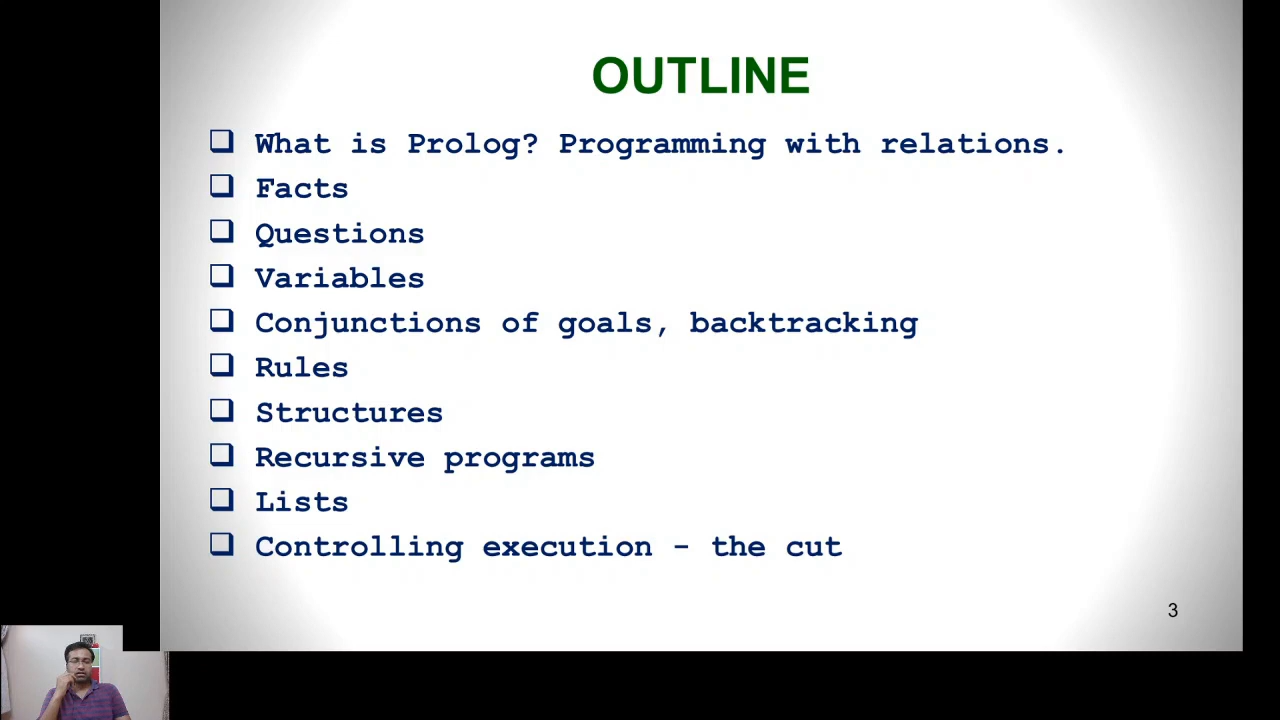 OUTLINE
❑ What is Prolog? Programming with relations.
❑ Facts
❑ Questions
❑ Variables
❑ Conjunctions of goals, backtracking
❑ Rules
❑ Structures
❑ Recursive programs
❑ Lists
❑ Controlling execution - the cut
3